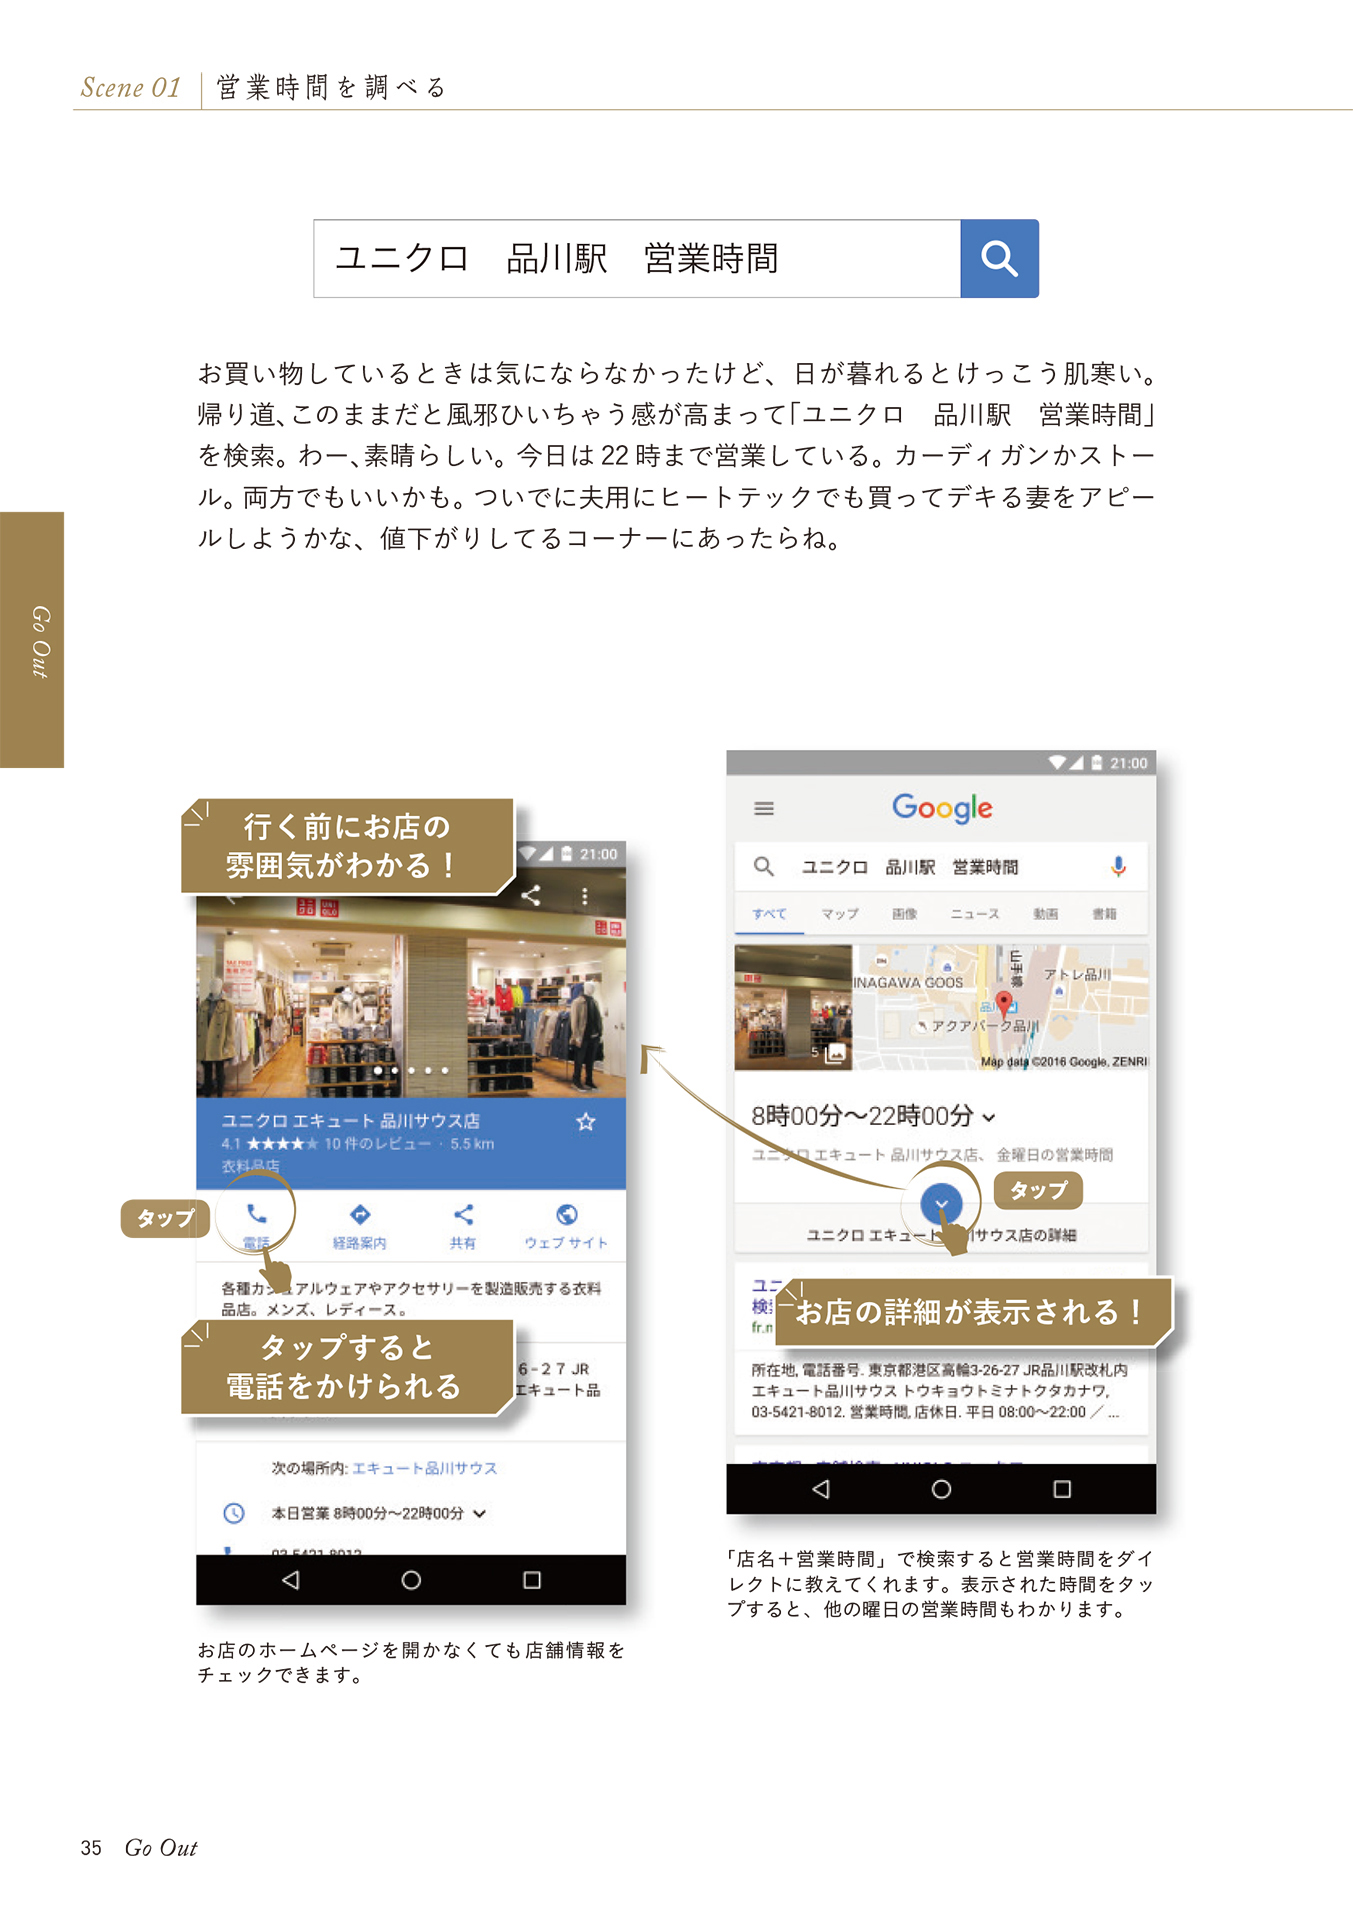 Scene 01 営業時間を調べる
ユニクロ　品川駅　営業時間
お買い物しているときは気にならなかったけど、日が暮れるとけっこう肌寒い。
帰り道、このままだと風邪ひいちゃう感が高まって「ユニクロ　品川駅　営業時間」
を検索。わー、素晴らしい。今日は 22 時まで営業している。カーディガンかストー
ル。両方でもいいかも。ついでに夫用にヒートテックでも買ってデキる妻をアピー
ルしようかな、値下がりしてるコーナーにあったらね。
Go Out
行く前にお店の
雰囲気がわかる！
21:00
ユニクロ エキュート 品川サウス店
4.1 ★★★★★ 10 件のレビュー · 5.5 km
衣料品店
タップ
電話
経路案内
共有
ウェブ サイト
各種カジュアルウェアやアクセサリーを製造販売する衣料
品店。メンズ、レディース。
タップすると
電話をかけられる
6-27 JR
エキュート品
次の場所内: エキュート品川サウス
本日営業 8時00分〜22時00分
03-5421-8012
お店のホームページを開かなくても店舗情報を
チェックできます。
21:00
Google
ユニクロ　品川駅　営業時間
すべて マップ 画像 ニュース 動画 書籍
山手線
アトレ品川
INAGAWA GOOS
アクアパーク品川
5
Map data ©2016 Google, ZENRI
8時00分〜22時00分
ユニクロ エキュート 品川サウス店、 金曜日の営業時間
タップ
ユニクロ エキュート 品川サウス店の詳細
ユニ
検
fr.
お店の詳細が表示される！
所在地, 電話番号. 東京都港区高輪3-26-27 JR品川駅改札内
エキュート品川サウス トウキョウトミナトクタカナワ,
03-5421-8012. 営業時間, 店休日. 平日 08:00〜22:00 ／ ...
「店名＋営業時間」で検索すると営業時間をダイ
レクトに教えてくれます。表示された時間をタッ
プすると、他の曜日の営業時間もわかります。
35 Go Out